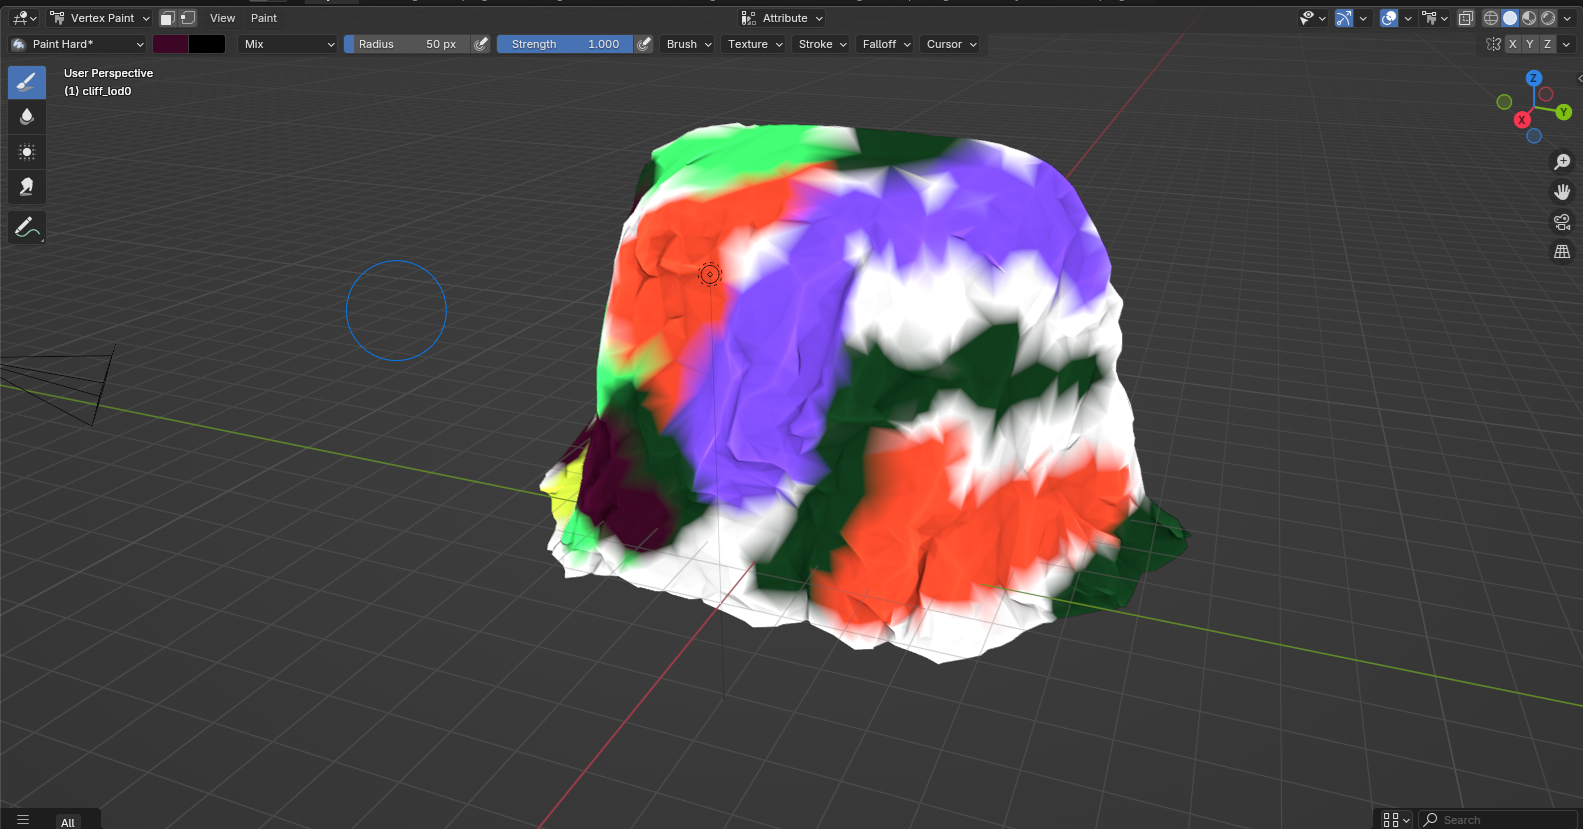 Vertex Paint View Paint Attribute
Paint Hard* Mix Radius 50 px Strength 1.000 Brush Texture Stroke Falloff Cursor X Y Z
User Perspective
(1) cliff_lod0
Z
Y
X
All Search